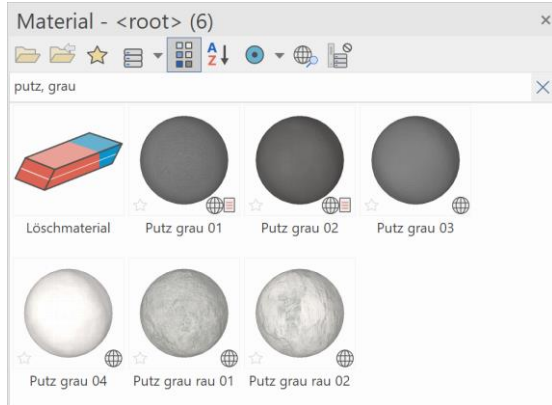 Material - <root> (6)
putz, grau
Löschmaterial Putz grau 01 Putz grau 02 Putz grau 03
Putz grau 04 Putz grau rau 01 Putz grau rau 02